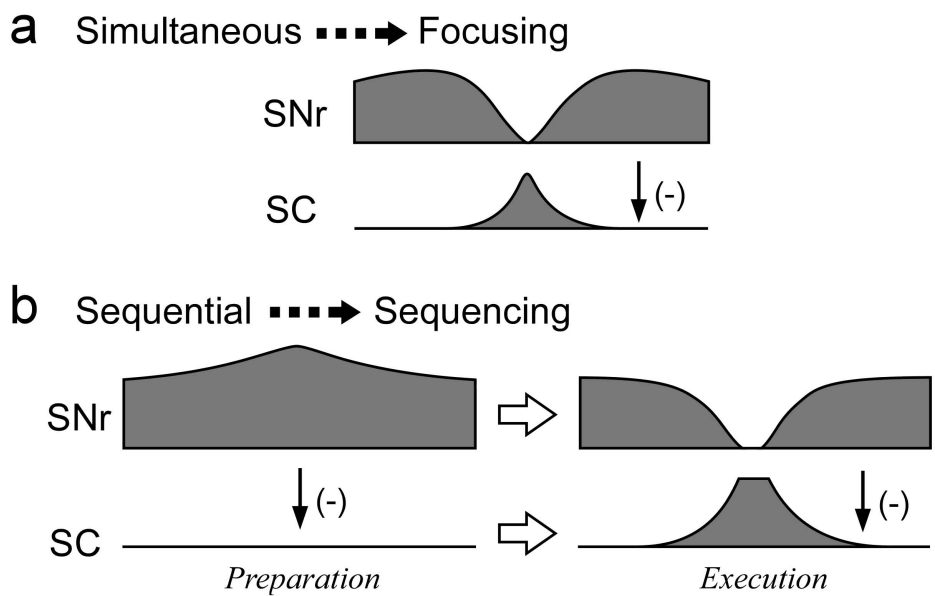 a Simultaneous Focusing
SNr
SC (-)
b Sequential Sequencing
SNr
(-)
SC (-)
Preparation Execution